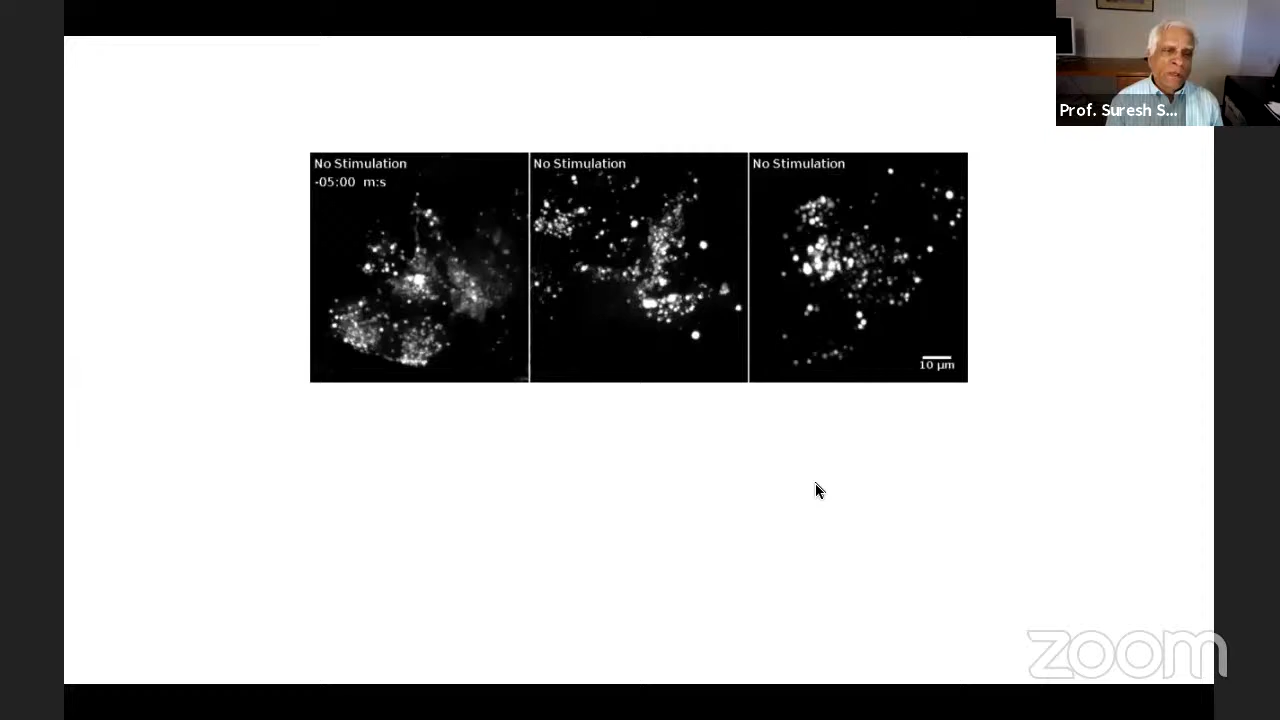 Prof. Suresh S...
No Stimulation
-05:00 m:s
No Stimulation
No Stimulation
10 µm
zoom